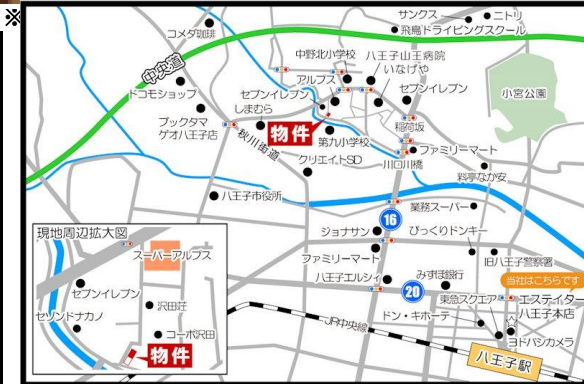 ※
サンクス
ニトリ
コメダ珈琲
飛鳥ドライビングスクール
中央道
中野北小学校
八王子山王病院
アルプス
いなげや
ドコモショップ
セブンイレブン
セブンイレブン
小宮公園
しまむら
ブックタマ
ゲオ八王子店
物件
稲荷坂
秋川街道
第九小学校
ファミリーマート
クリエイトSD
川口川橋
料亭なか安
八王子市役所
業務スーパー
16
現地周辺拡大図
ジョナサン
びっくりドンキー
スーパーアルプス
ファミリーマート
旧八王子警察署
八王子エルシィ
みずほ銀行
当社はこちらです
セブンイレブン
20
沢田荘
東急スクエア
エステイター
八王子本店
セゾンドナカノ
ドン・キホーテ
JR中央線
コーポ沢田
ヨドバシカメラ
物件
八王子駅